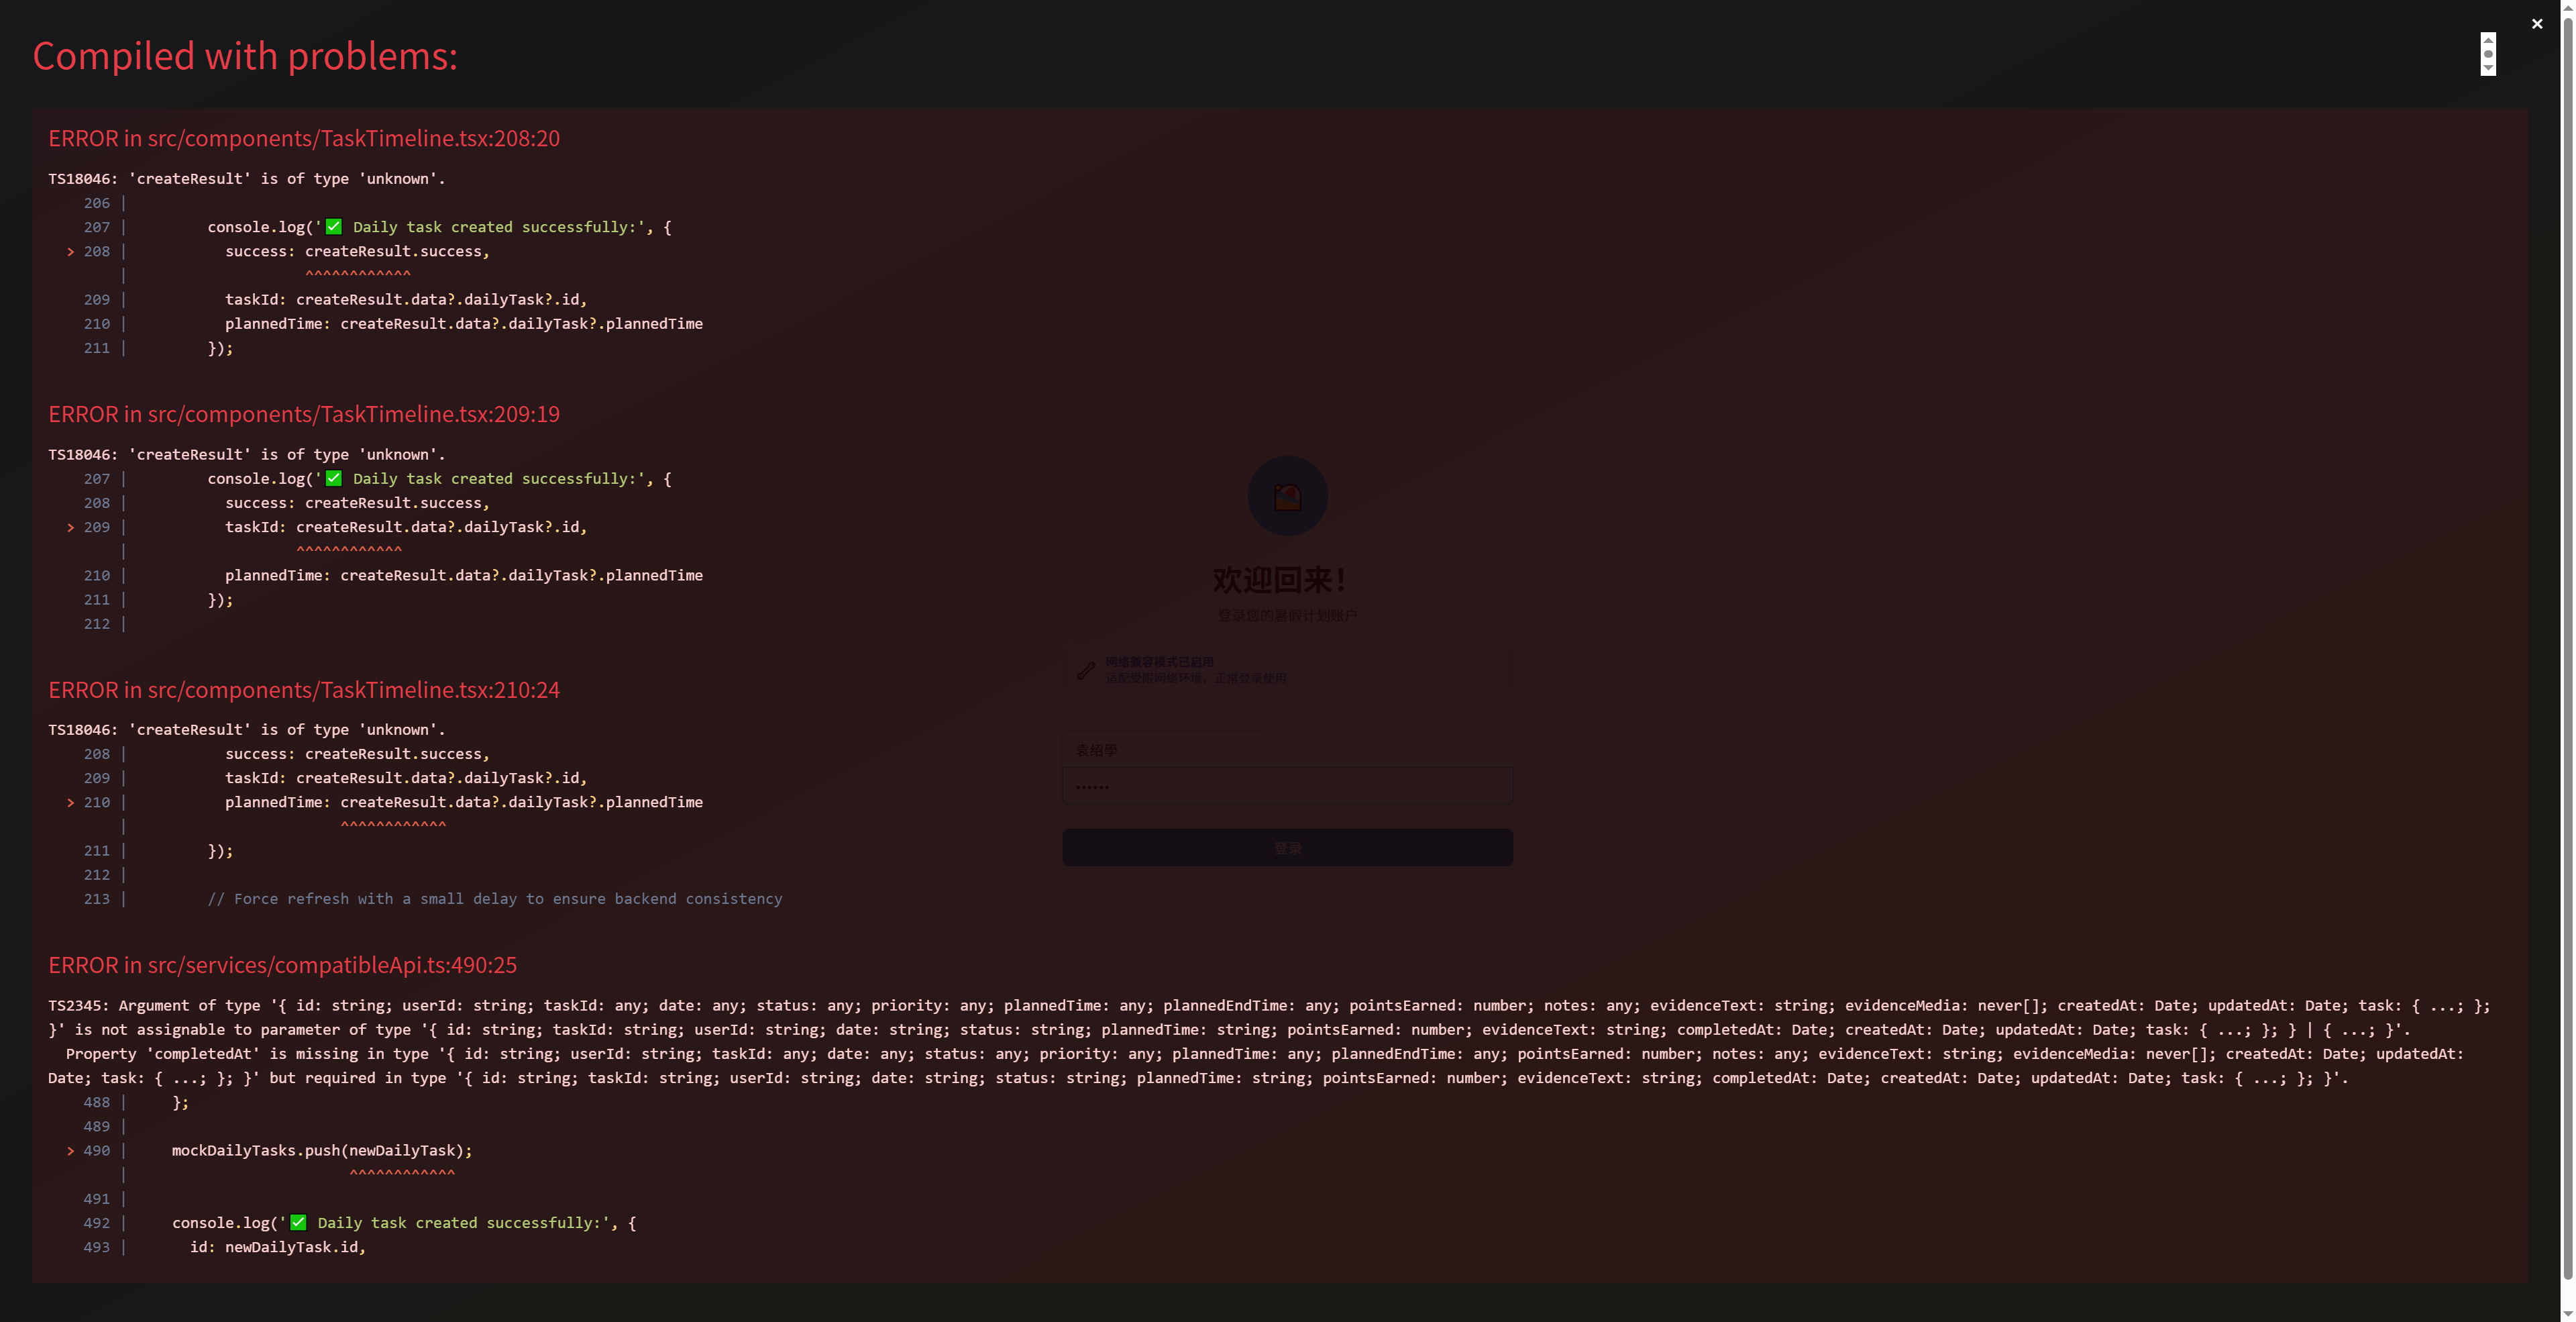 Compiled with problems:
×
ERROR in src/components/TaskTimeline.tsx:208:20
TS18046: 'createResult' is of type 'unknown'.
206 |
207 | console.log('✅ Daily task created successfully:', {
> 208 | success: createResult.success,
| ^^^^^^^^^^^^
209 | taskId: createResult.data?.dailyTask?.id,
210 | plannedTime: createResult.data?.dailyTask?.plannedTime
211 | });
ERROR in src/components/TaskTimeline.tsx:209:19
TS18046: 'createResult' is of type 'unknown'.
207 | console.log('✅ Daily task created successfully:', {
208 | success: createResult.success,
> 209 | taskId: createResult.data?.dailyTask?.id,
| ^^^^^^^^^^^^
210 | plannedTime: createResult.data?.dailyTask?.plannedTime
211 | });
212 |
ERROR in src/components/TaskTimeline.tsx:210:24
TS18046: 'createResult' is of type 'unknown'.
208 | success: createResult.success,
209 | taskId: createResult.data?.dailyTask?.id,
> 210 | plannedTime: createResult.data?.dailyTask?.plannedTime
| ^^^^^^^^^^^^
211 | });
212 |
213 | // Force refresh with a small delay to ensure backend consistency
ERROR in src/services/compatibleApi.ts:490:25
TS2345: Argument of type '{ id: string; userId: string; taskId: any; date: any; status: any; priority: any; plannedTime: any; plannedEndTime: any; pointsEarned: number; notes: any; evidenceText: string; evidenceMedia: never[]; createdAt: Date; updatedAt: Date; task: { ...; };
}' is not assignable to parameter of type '{ id: string; taskId: string; userId: string; date: string; status: string; plannedTime: string; pointsEarned: number; evidenceText: string; completedAt: Date; createdAt: Date; updatedAt: Date; task: { ...; }; } | { ...; }'.
Property 'completedAt' is missing in type '{ id: string; userId: string; taskId: any; date: any; status: any; priority: any; plannedTime: any; plannedEndTime: any; pointsEarned: number; notes: any; evidenceText: string; evidenceMedia: never[]; createdAt: Date; updatedAt:
Date; task: { ...; }; }' but required in type '{ id: string; taskId: string; userId: string; date: string; status: string; plannedTime: string; pointsEarned: number; evidenceText: string; completedAt: Date; createdAt: Date; updatedAt: Date; task: { ...; }; }'.
488 | };
489 |
> 490 | mockDailyTasks.push(newDailyTask);
| ^^^^^^^^^^^^
491 |
492 | console.log('✅ Daily task created successfully:', {
493 | id: newDailyTask.id,
欢迎回来!
登录您的暑假计划账户
网络兼容模式已启用
适配受限网络环境，正常登录使用
袁紹學
••••••
登录